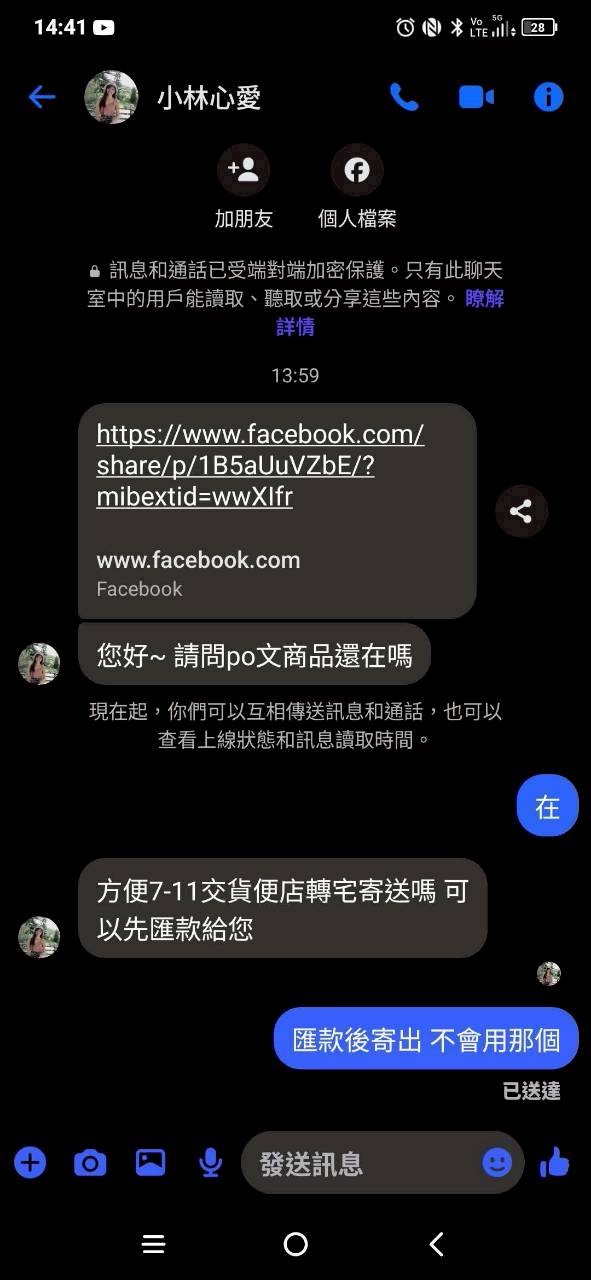 14:41
Vo LTE 5G 28
小林心愛
加朋友 個人檔案
訊息和通話已受端對端加密保護。只有此聊天
室中的用戶能讀取、聽取或分享這些內容。瞭解
詳情
13:59
https://www.facebook.com/
share/p/1B5aUuVZbE/?
mibextid=wwXIfr
www.facebook.com
Facebook
您好~ 請問po文商品還在嗎
現在起，你們可以互相傳送訊息和通話，也可以
查看上線狀態和訊息讀取時間。
在
方便7-11交貨便店轉宅寄送嗎 可
以先匯款給您
匯款後寄出 不會用那個
已送達
發送訊息